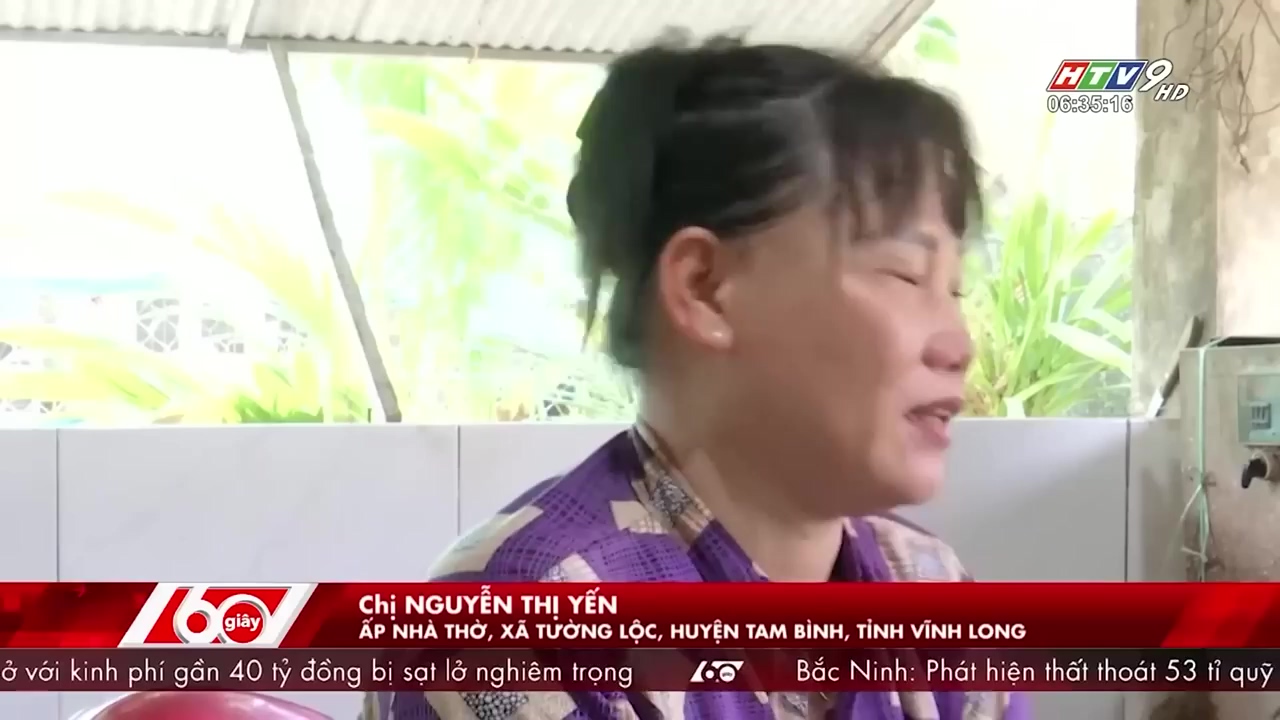 HTV9 HD
06:35:16
60 giây
Chị NGUYỄN THỊ YẾN
ẤP NHÀ THỜ, XÃ TƯỜNG LỘC, HUYỆN TAM BÌNH, TỈNH VĨNH LONG
ở với kinh phí gần 40 tỷ đồng bị sạt lở nghiêm trọng 60 Bắc Ninh: Phát hiện thất thoát 53 tỉ quỹ